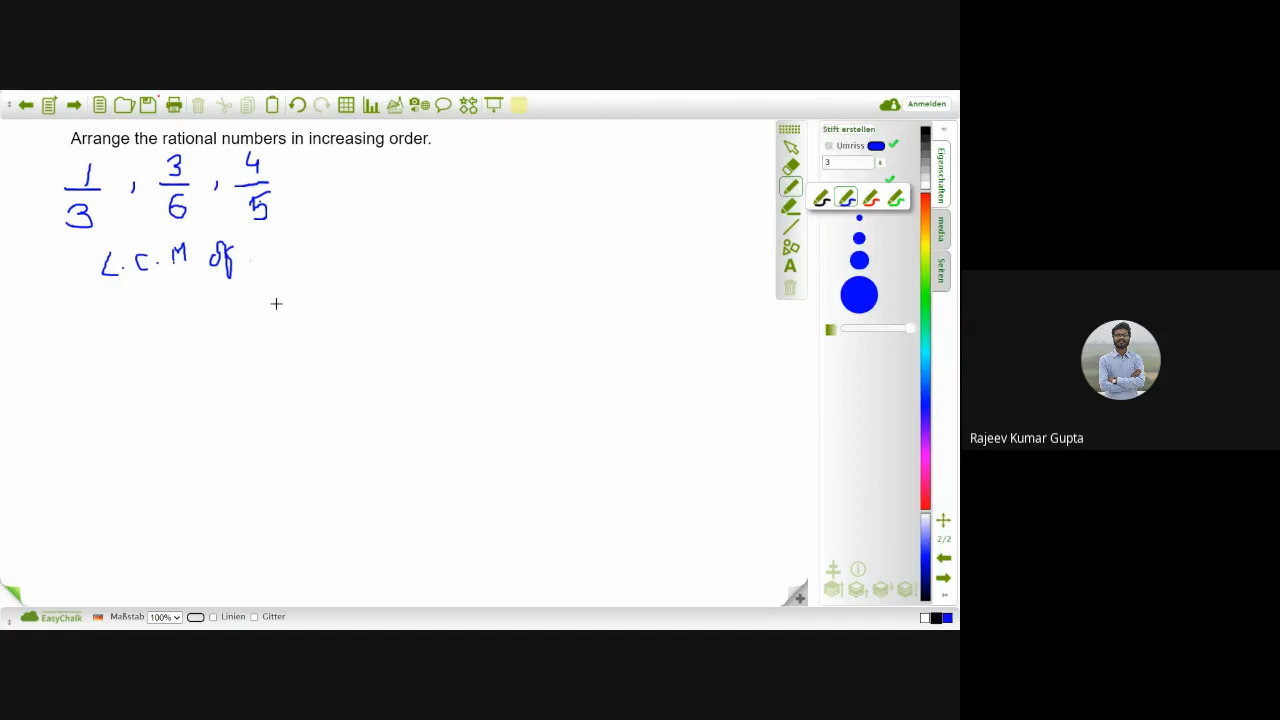 Anmelden
Arrange the rational numbers in increasing order.
1/3 , 3/6 , 4/5
L.C.M of
Stift erstellen
Umriss
3
s
A
Eigenschaften
media
Seiten
2/2
Rajeev Kumar Gupta
EasyChalk Maßstab 100% Linien Gitter